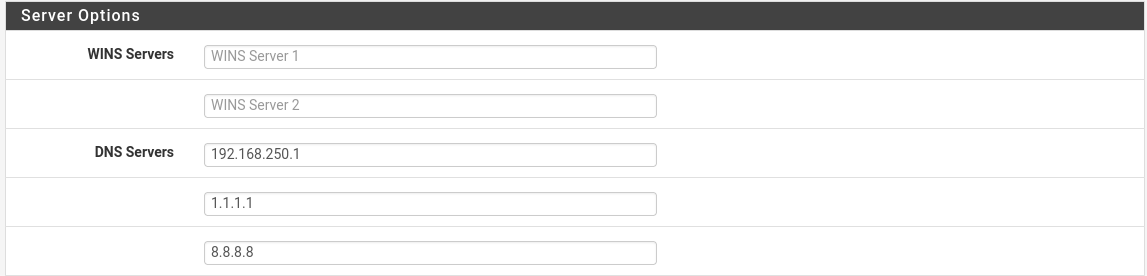 Server Options
WINS Servers
WINS Server 1
WINS Server 2
DNS Servers
192.168.250.1
1.1.1.1
8.8.8.8